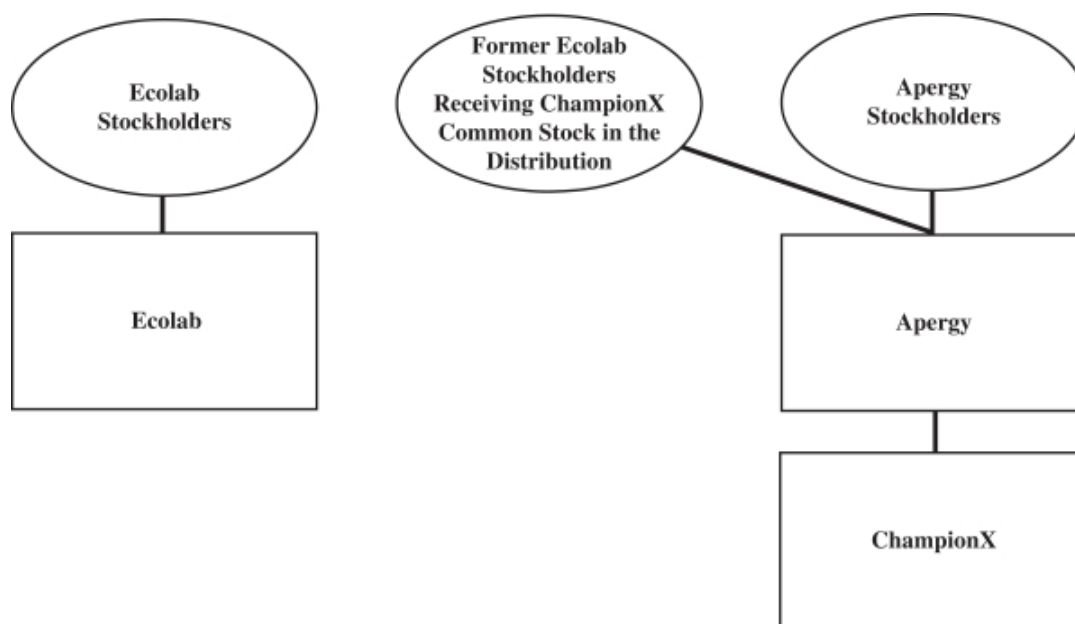 Ecolab
Stockholders
Former Ecolab
Stockholders
Receiving ChampionX
Common Stock in the
Distribution
Apergy
Stockholders
Ecolab
Apergy
ChampionX